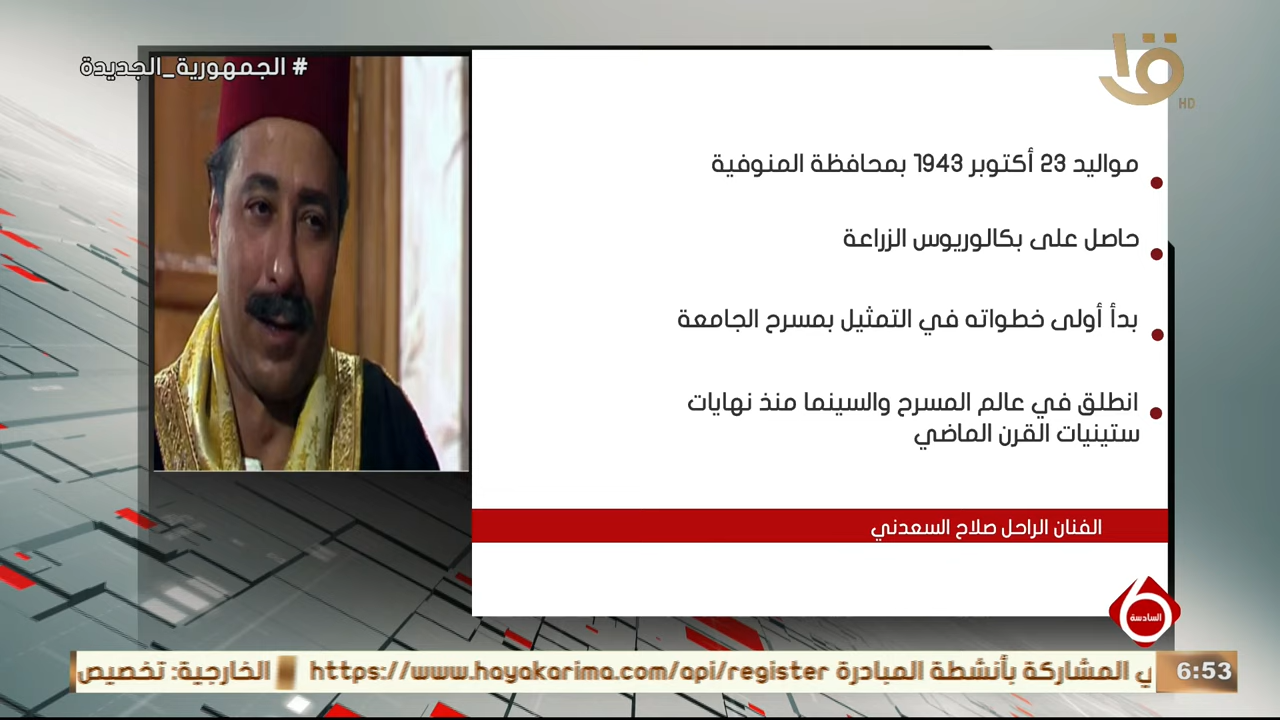 # الجمهورية_الجديدة
HD
مواليد 23 أكتوبر 1943 بمحافظة المنوفية
حاصل على بكالوريوس الزراعة
بدأ أولى خطواته في التمثيل بمسرح الجامعة
انطلق في عالم المسرح والسينما منذ نهايات
ستينيات القرن الماضي
الفنان الراحل صلاح السعدني
السادسة
المشاركة بأنشطة المبادرة https://www.hayakarima.com/api/register الخارجية: تخصيص
6:53